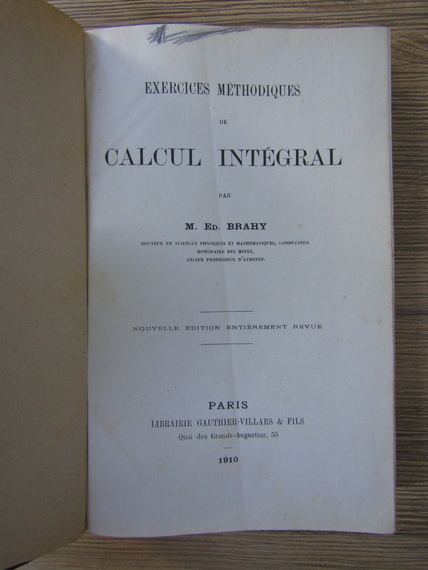 EXERCICES MÉTHODIQUES
DE
CALCUL INTÉGRAL
PAR
M. ED. BRAHY
DOCTEUR EN SCIENCES PHYSIQUES ET MATHÉMATIQUES, CONDUCTEUR
HONORAIRE DES MINES,
ANCIEN PROFESSEUR D'ATHÉNÉE.
NOUVELLE ÉDITION ENTIÈREMENT REVUE
PARIS
LIBRAIRIE GAUTHIER-VILLARS & FILS
Quai des Grands-Augustins, 55
1910